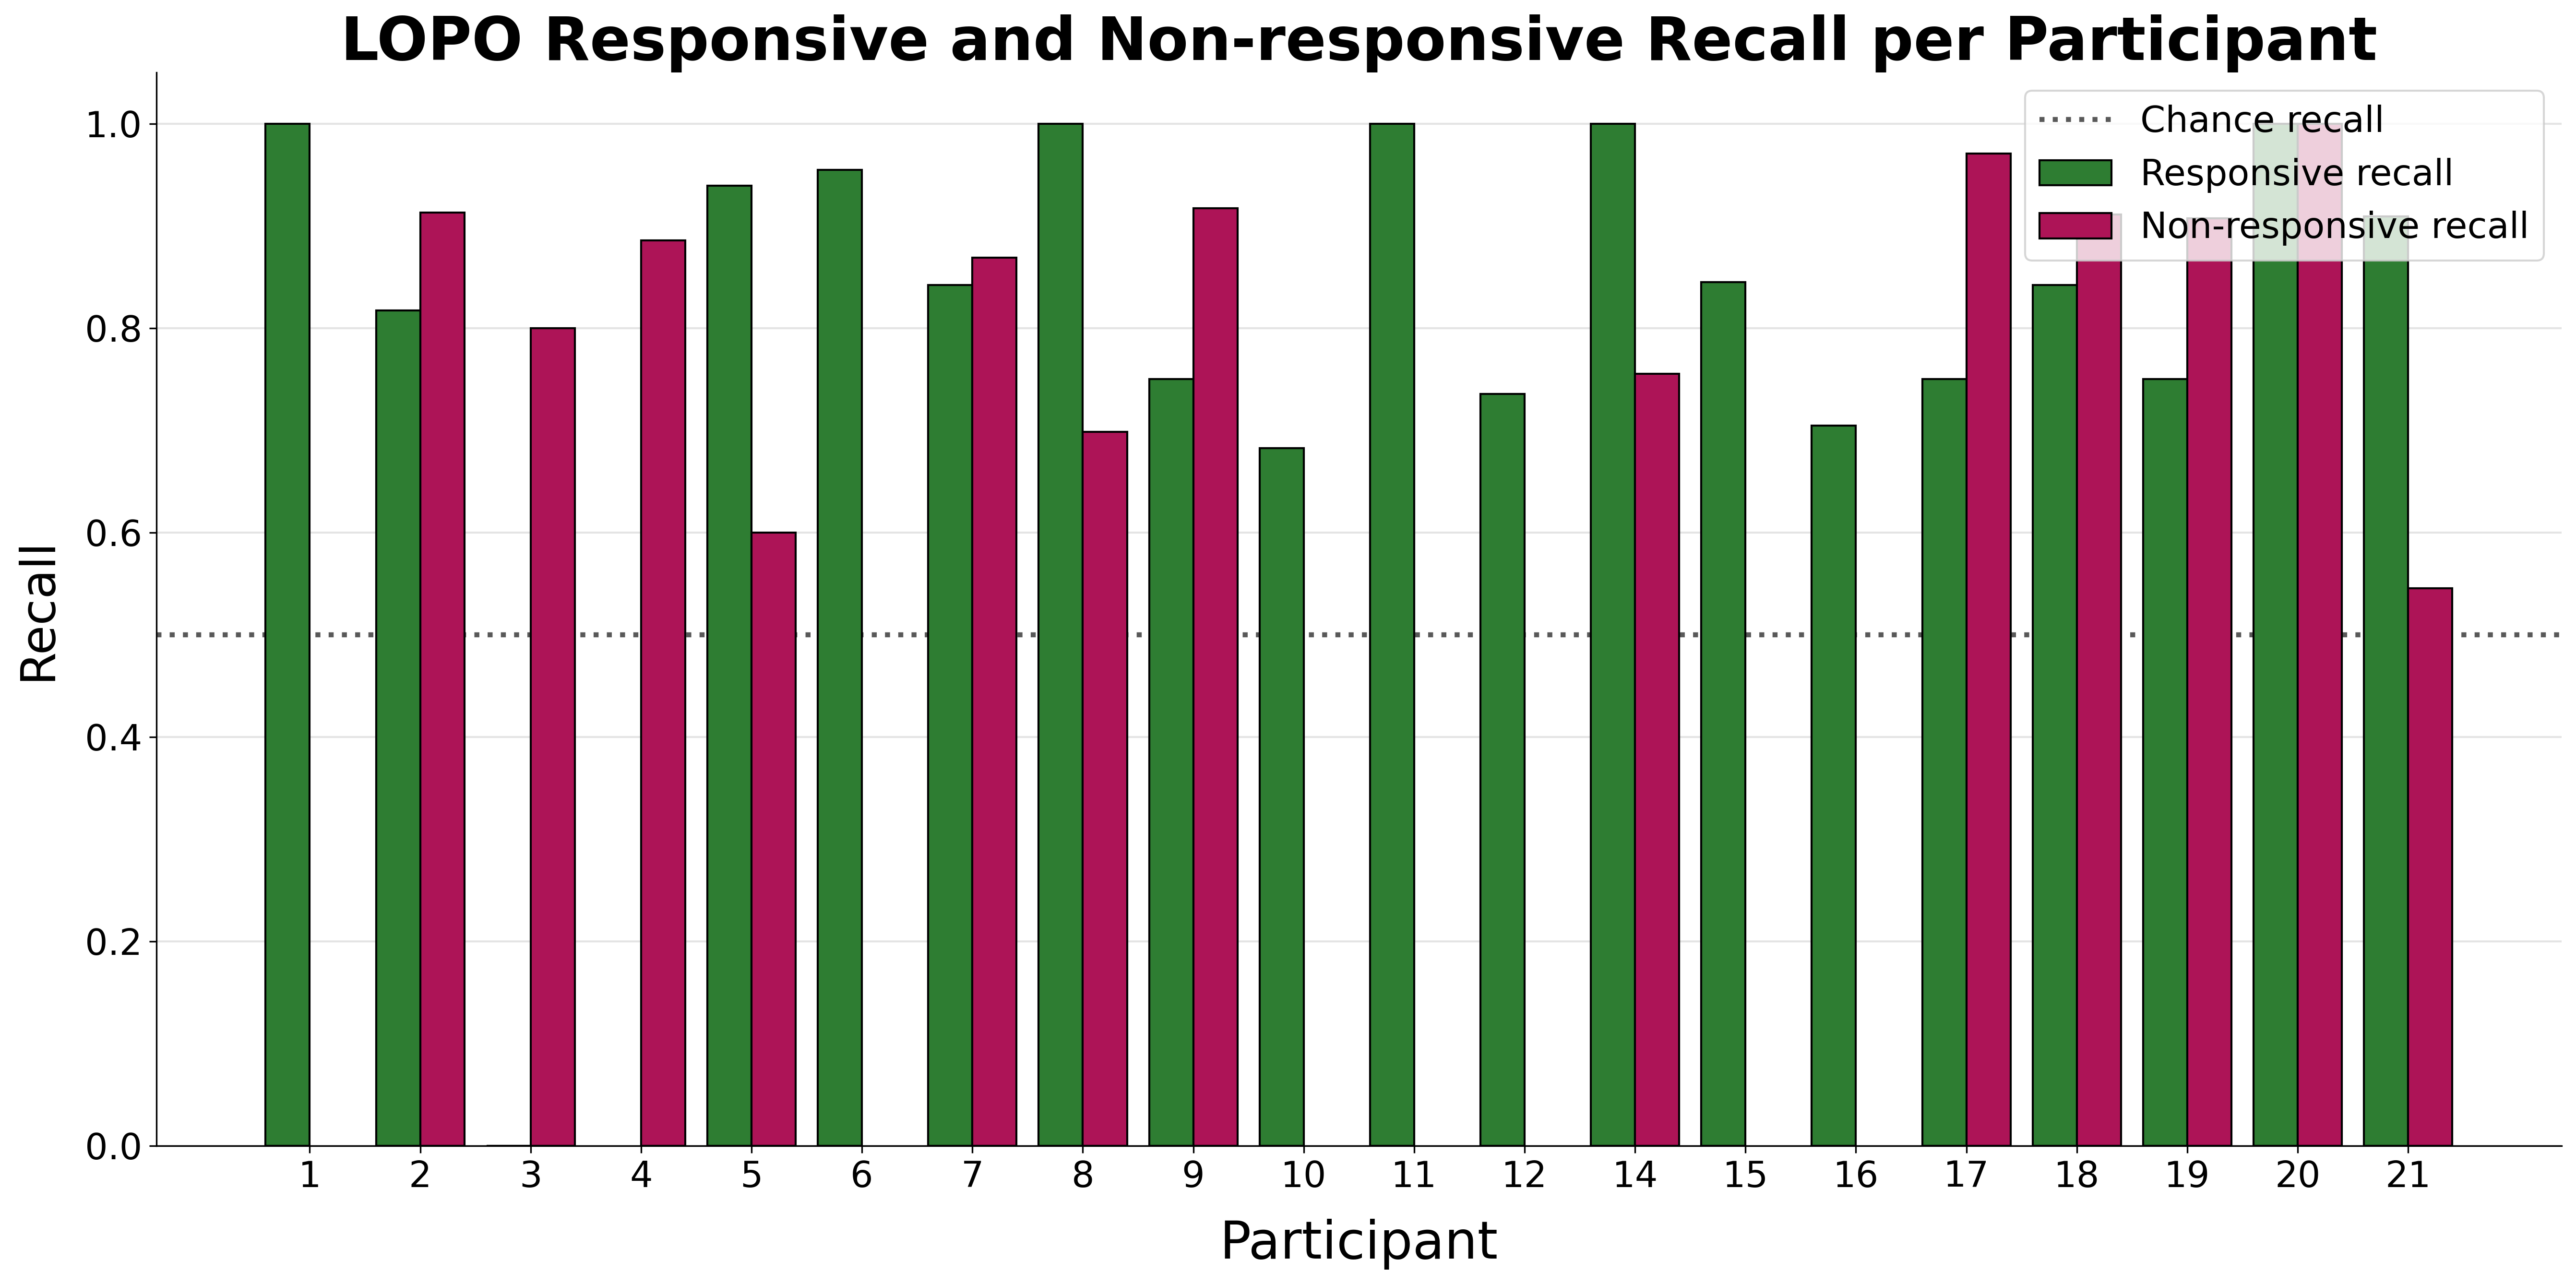 LOPO Responsive and Non-responsive Recall per Participant
Chance recall
Responsive recall
Non-responsive recall
Recall
1.0
0.8
0.6
0.4
0.2
0.0
1 2 3 4 5 6 7 8 9 10 11 12 14 15 16 17 18 19 20 21
Participant